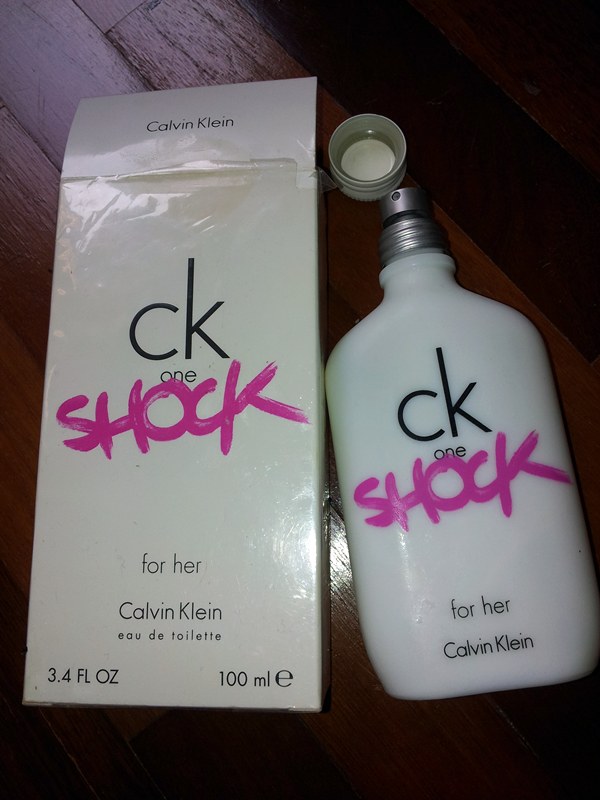 Calvin Klein
ck
one
SHOCK
for her
Calvin Klein
eau de toilette
3.4 FL OZ 100 ml ℮
ck
one
SHOCK
for her
Calvin Klein